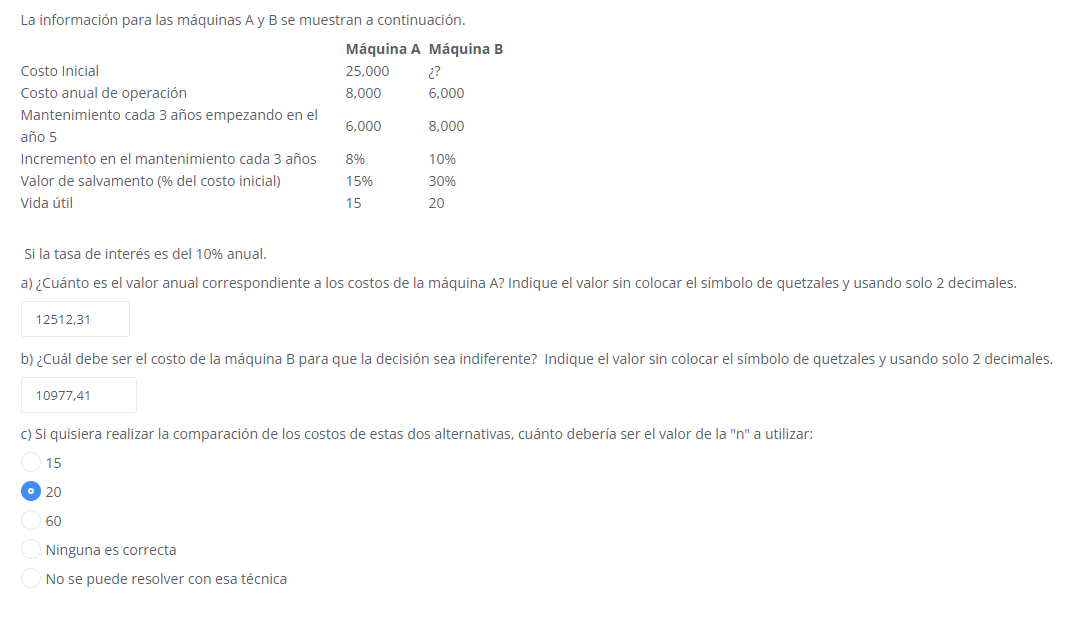 La información para las máquinas A y B se muestran a continuación.
Máquina A Máquina B
Costo Inicial 25,000 ¿?
Costo anual de operación 8,000 6,000
Mantenimiento cada 3 años empezando en el año 5 6,000 8,000
Incremento en el mantenimiento cada 3 años 8% 10%
Valor de salvamento (% del costo inicial) 15% 30%
Vida útil 15 20
Si la tasa de interés es del 10% anual.
a) ¿Cuánto es el valor anual correspondiente a los costos de la máquina A? Indique el valor sin colocar el símbolo de quetzales y usando solo 2 decimales.
12512,31
b) ¿Cuál debe ser el costo de la máquina B para que la decisión sea indiferente? Indique el valor sin colocar el símbolo de quetzales y usando solo 2 decimales.
10977,41
c) Si quisiera realizar la comparación de los costos de estas dos alternativas, cuánto debería ser el valor de la "n" a utilizar:
15
20
60
Ninguna es correcta
No se puede resolver con esa técnica